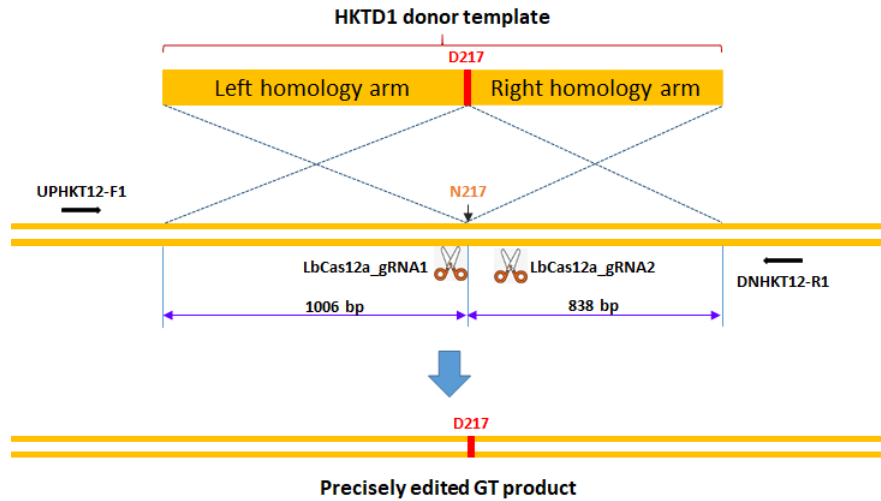 HKTD1 donor template
D217
Left homology arm
Right homology arm
N217
UPHKT12-F1
LbCas12a_gRNA1
LbCas12a_gRNA2
DNHKT12-R1
1006 bp
838 bp
D217
Precisely edited GT product